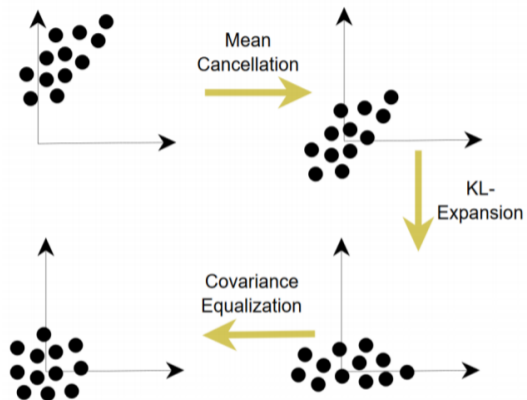 Mean
Cancellation
KL-
Expansion
Covariance
Equalization